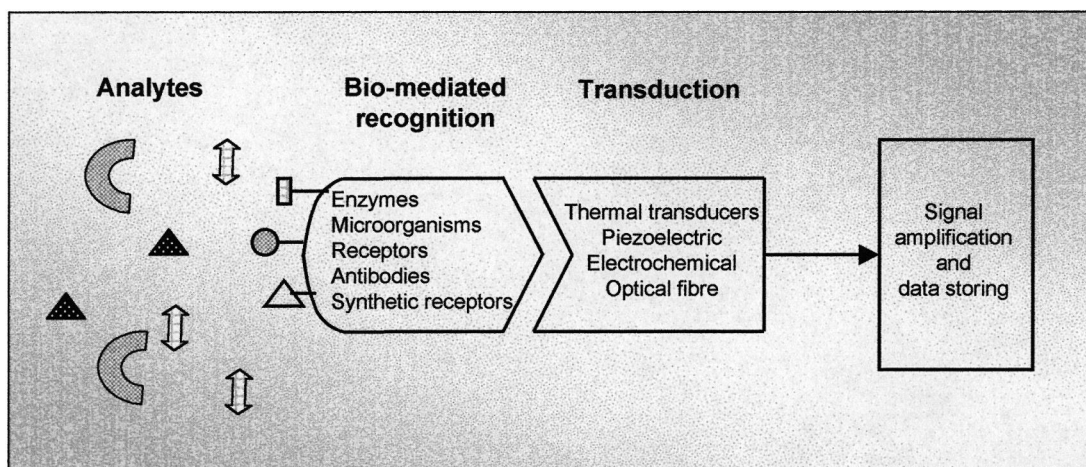 Analytes
Bio-mediated
recognition
Transduction
Enzymes
Microorganisms
Receptors
Antibodies
Synthetic receptors
Thermal transducers
Piezoelectric
Electrochemical
Optical fibre
Signal
amplification
and
data storing